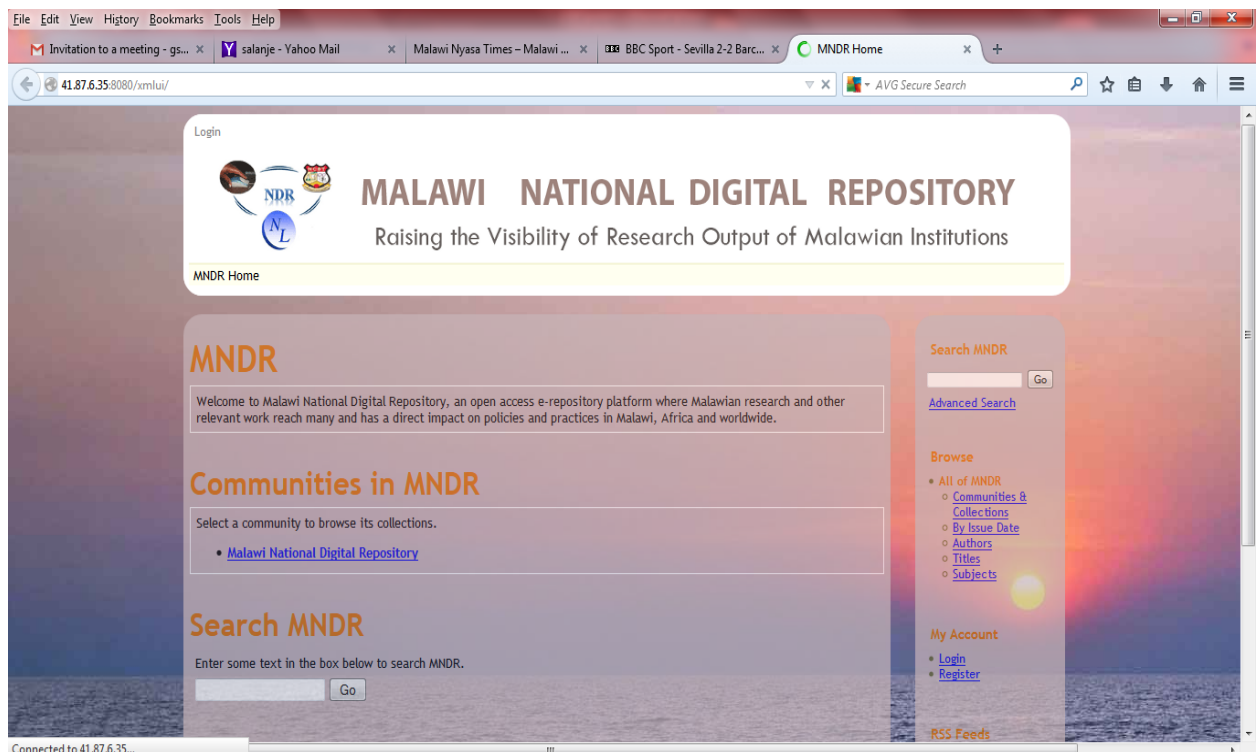 File Edit View History Bookmarks Tools Help
Invitation to a meeting - gs... salanje - Yahoo Mail Malawi Nyasa Times – Malawi ... BBC Sport - Sevilla 2-2 Barc... MNDR Home
41.87.6.35:8080/xmlui/ AVG Secure Search
Login
NDR
NL
MALAWI NATIONAL DIGITAL REPOSITORY
Raising the Visibility of Research Output of Malawian Institutions
MNDR Home
MNDR
Welcome to Malawi National Digital Repository, an open access e-repository platform where Malawian research and other
relevant work reach many and has a direct impact on policies and practices in Malawi, Africa and worldwide.
Communities in MNDR
Select a community to browse its collections.
Malawi National Digital Repository
Search MNDR
Enter some text in the box below to search MNDR.
Go
Search MNDR
Go
Advanced Search
Browse
All of MNDR
Communities &
Collections
By Issue Date
Authors
Titles
Subjects
My Account
Login
Register
RSS Feeds
Connected to 41.87.6.35...